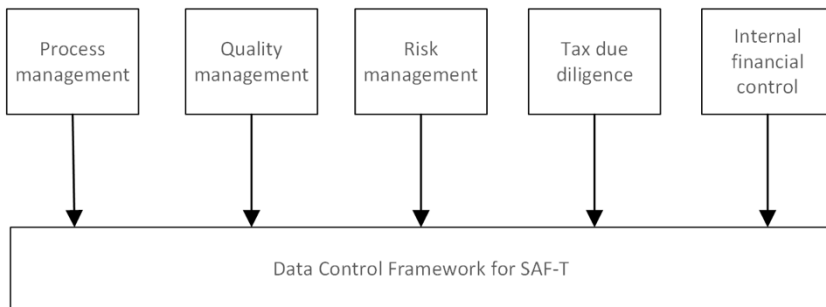 Process
management
Quality
management
Risk
management
Tax due
diligence
Internal
financial
control
Data Control Framework for SAF-T